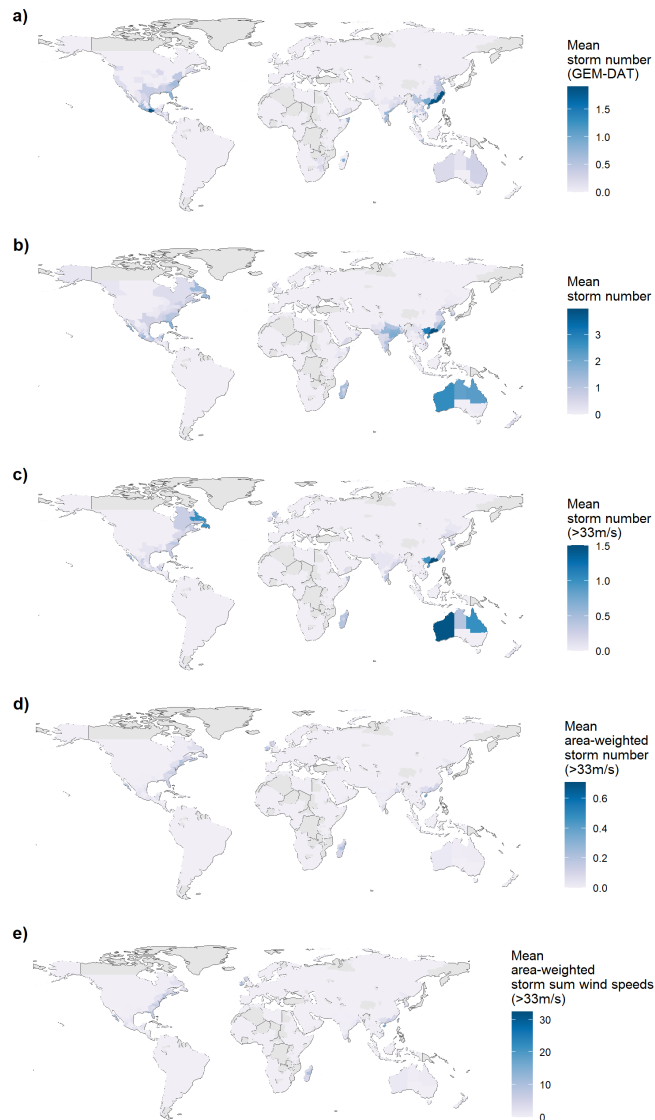 a)
Mean
storm number
(GEM-DAT)
1.5
1.0
0.5
0.0
b)
Mean
storm number
3
2
1
0
c)
Mean
storm number
(>33m/s)
1.5
1.0
0.5
0.0
d)
Mean
area-weighted
storm number
(>33m/s)
0.6
0.4
0.2
0.0
e)
Mean
area-weighted
storm sum wind speeds
(>33m/s)
30
20
10
0